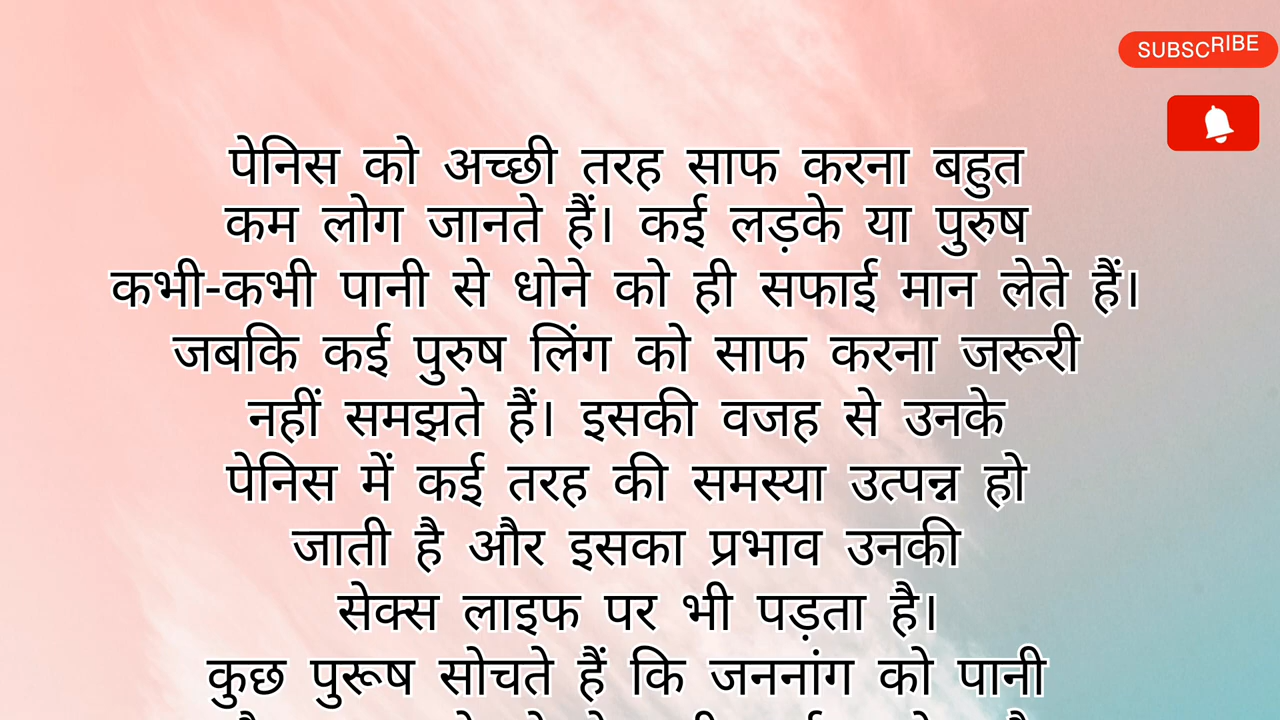 SUBSCRIBE
पेनिस को अच्छी तरह साफ करना बहुत
कम लोग जानते हैं। कई लड़के या पुरुष
कभी-कभी पानी से धोने को ही सफाई मान लेते हैं।
जबकि कई पुरुष लिंग को साफ करना जरूरी
नहीं समझते हैं। इसकी वजह से उनके
पेनिस में कई तरह की समस्या उत्पन्न हो
जाती है और इसका प्रभाव उनकी
सेक्स लाइफ पर भी पड़ता है।
कुछ पुरूष सोचते हैं कि जननांग को पानी